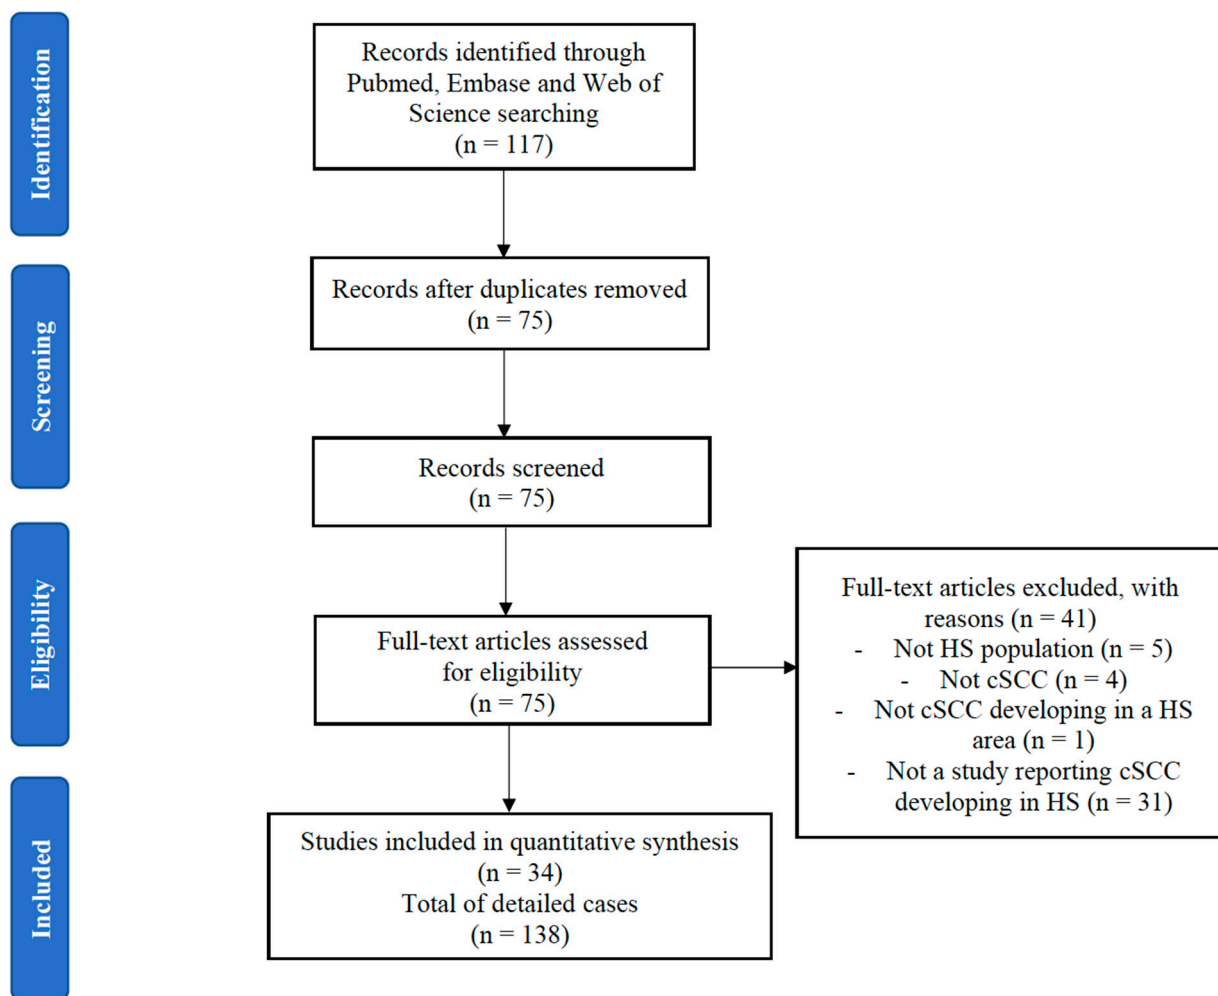 Identification
Records identified through
Pubmed, Embase and Web of
Science searching
(n = 117)
Screening
Records after duplicates removed
(n = 75)
Records screened
(n = 75)
Eligibility
Full-text articles assessed
for eligibility
(n = 75)
Full-text articles excluded, with
reasons (n = 41)
- Not HS population (n = 5)
- Not cSCC (n = 4)
- Not cSCC developing in a HS
area (n = 1)
- Not a study reporting cSCC
developing in HS (n = 31)
Included
Studies included in quantitative synthesis
(n = 34)
Total of detailed cases
(n = 138)